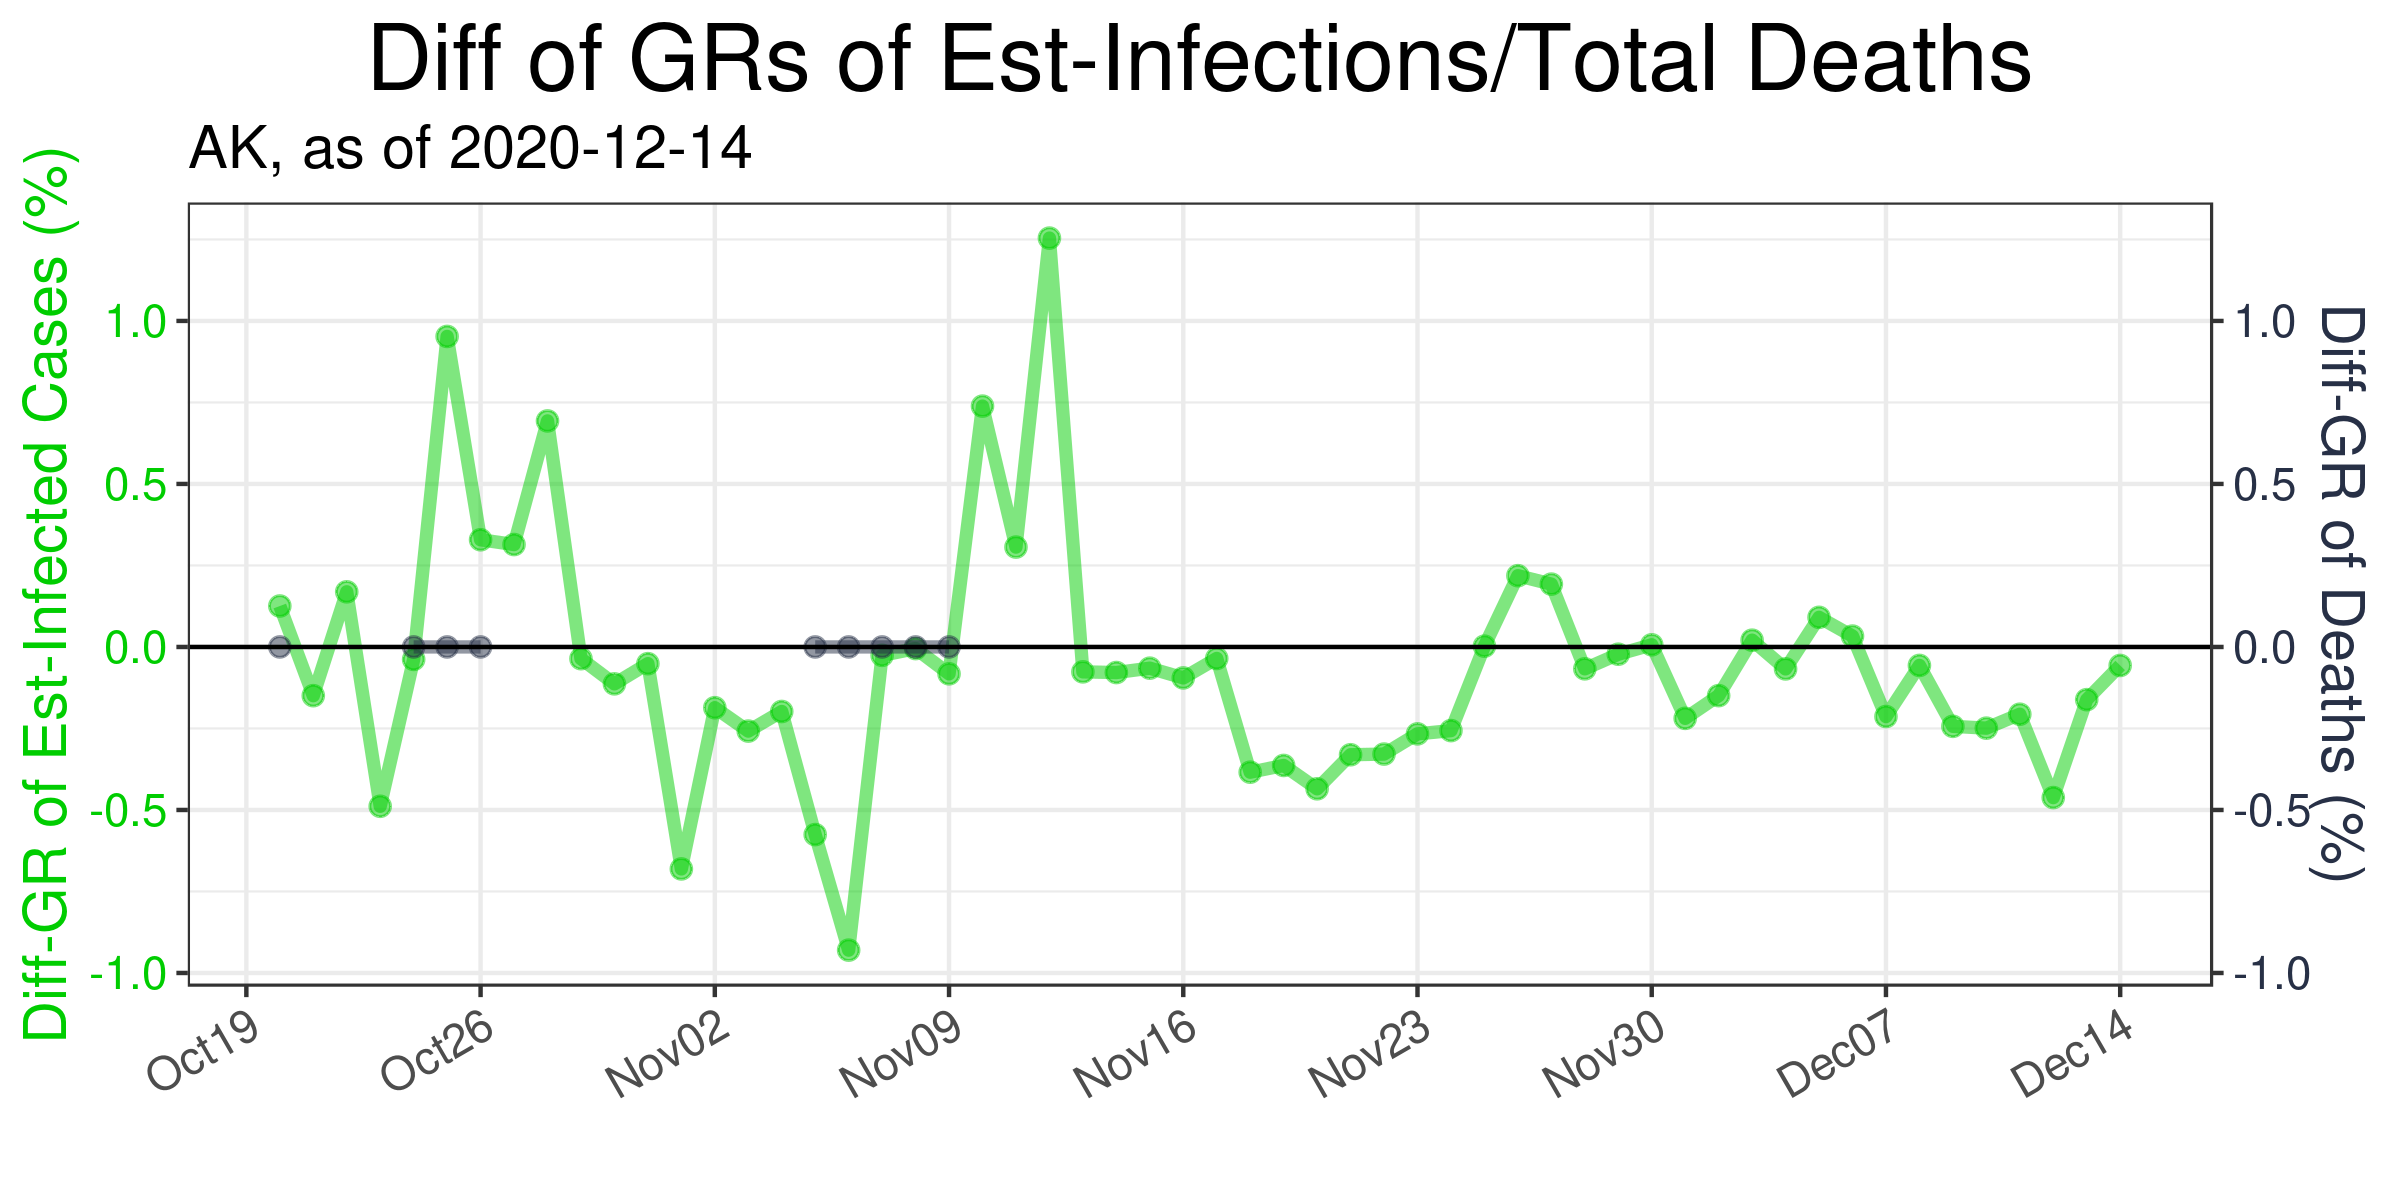 Diff of GRs of Est-Infections/Total Deaths
AK, as of 2020-12-14
Diff-GR of Est-Infected Cases (%)
1.0
0.5
0.0
-0.5
-1.0
1.0
0.5
0.0
-0.5
-1.0
Diff-GR of Deaths (%)
Oct19
Oct26
Nov02
Nov09
Nov16
Nov23
Nov30
Dec07
Dec14